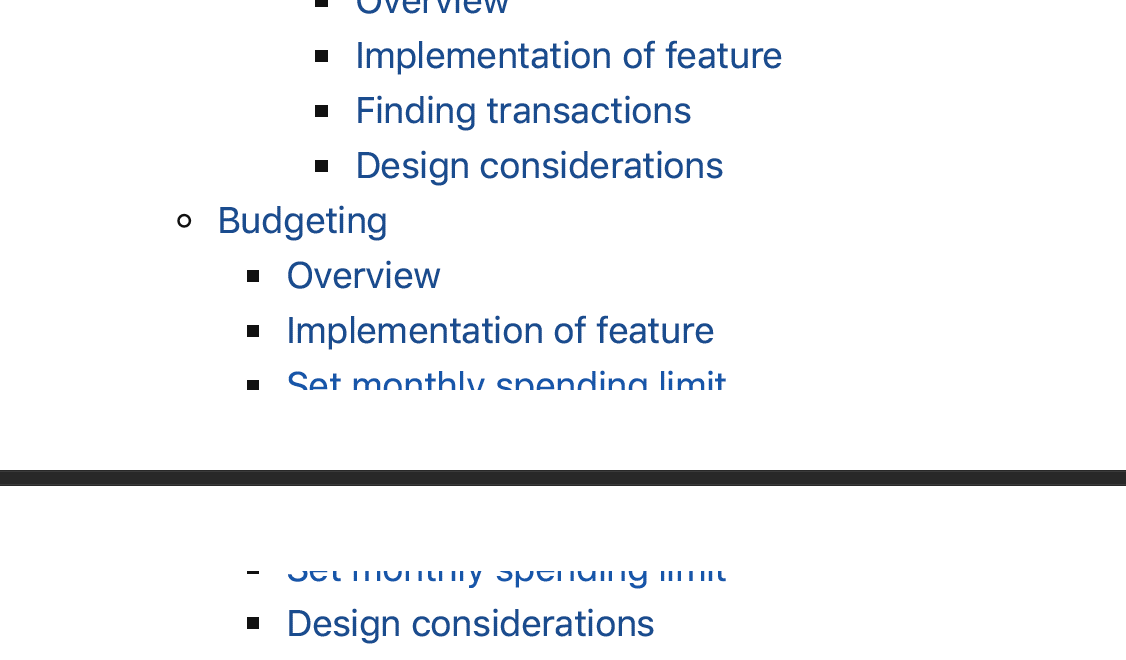 Overview
Implementation of feature
Finding transactions
Design considerations
Budgeting
Overview
Implementation of feature
Set monthly spending limit
Set monthly spending limit
Design considerations